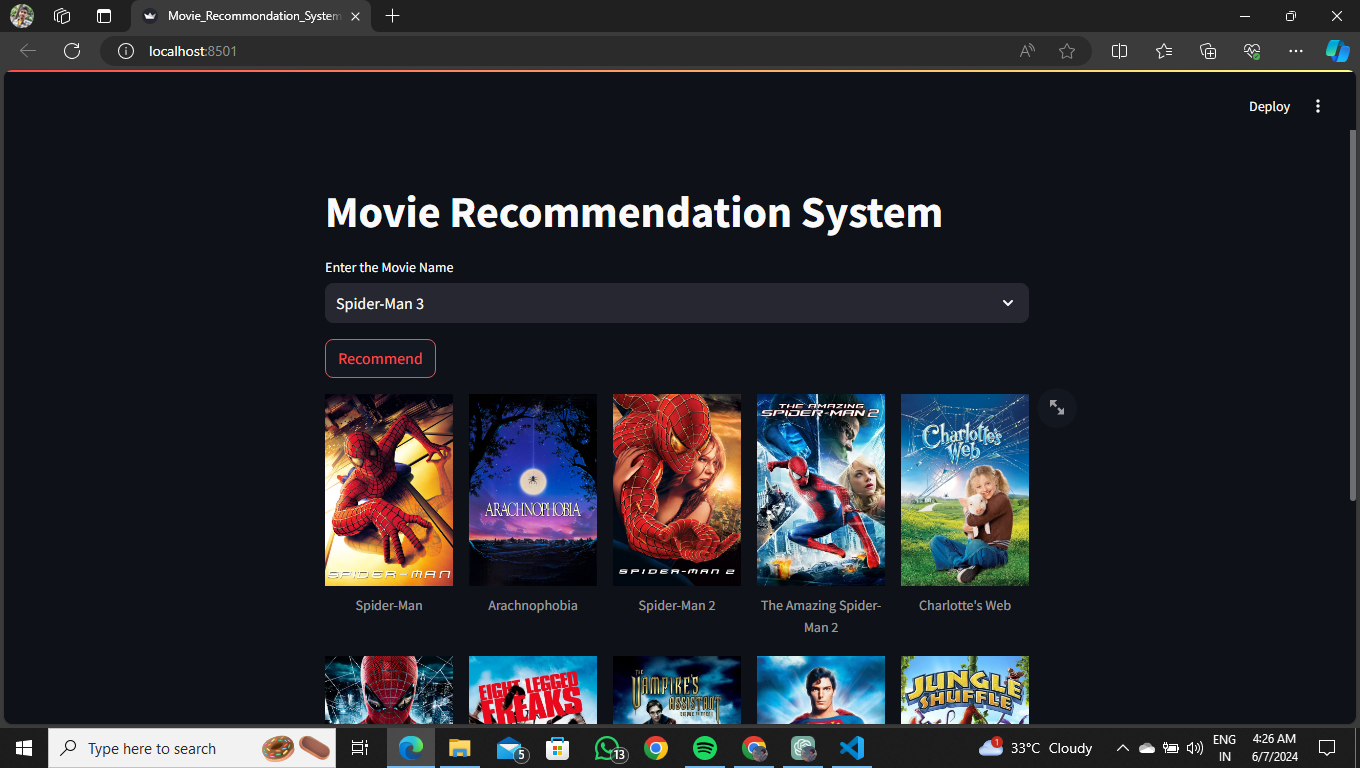 Movie_Recommondation_System
localhost:8501
Deploy
Movie Recommendation System
Enter the Movie Name
Spider-Man 3
Recommend
SPIDER-MAN
ARACHNOPHOBIA
SPIDER-MAN 2
THE AMAZING
SPIDER-MAN 2
Charlotte's
Web
Spider-Man
Arachnophobia
Spider-Man 2
The Amazing Spider-
Man 2
Charlotte's Web
EIGHT LEGGED
FREAKS
THE
VAMPIRE'S
ASSISTANT
JUNGLE
SHUFFLE
Type here to search
5
13
1
33°C Cloudy
ENG
IN
4:26 AM
6/7/2024